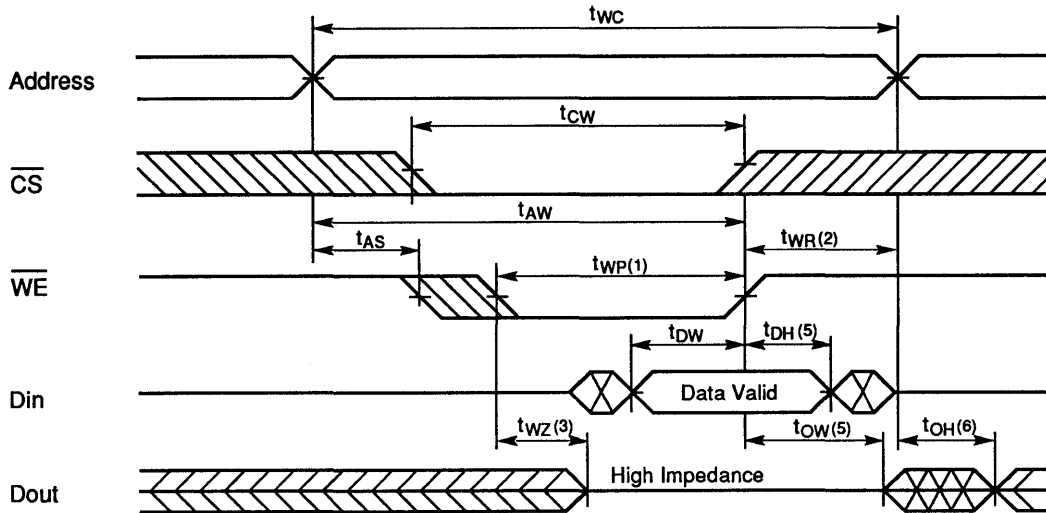 tWC
Address
tCW
CS
tAW
tAS
tWR(2)
WE
tWP(1)
tDW
tDH(5)
Din
Data Valid
tWZ(3)
tOW(5)
tOH(6)
High Impedance
Dout